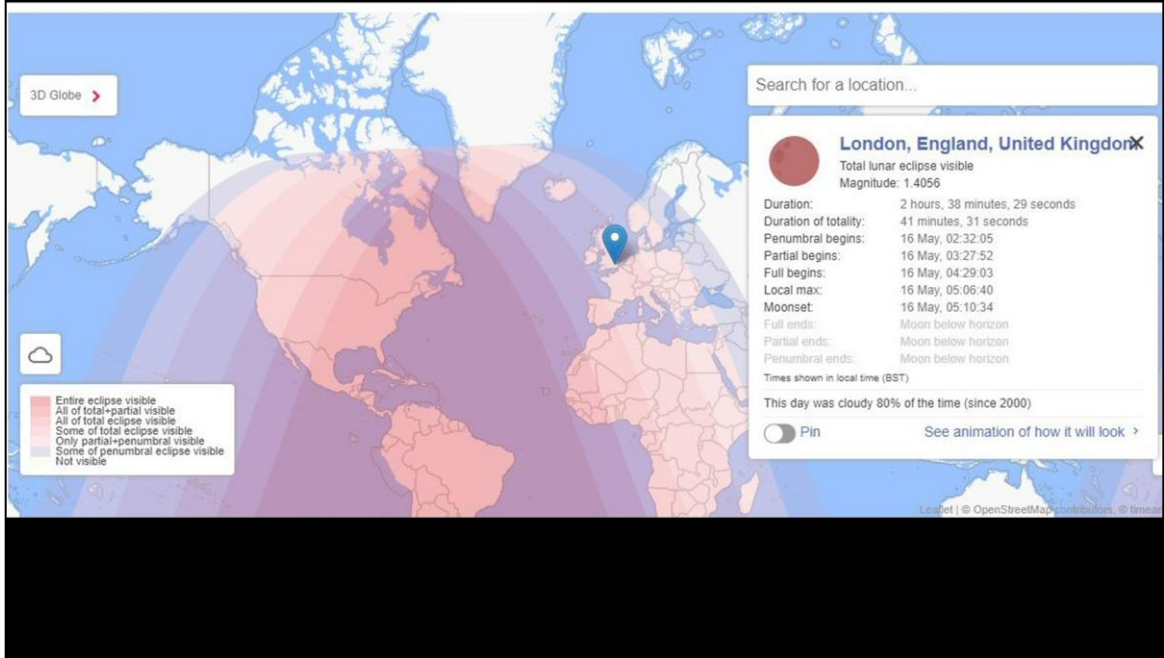 3D Globe
Search for a location...
London, England, United Kingdom
Total lunar eclipse visible
Magnitude: 1.4056
Duration: 2 hours, 38 minutes, 29 seconds
Duration of totality: 41 minutes, 31 seconds
Penumbral begins: 16 May, 02:32:05
Partial begins: 16 May, 03:27:52
Full begins: 16 May, 04:29:03
Local max: 16 May, 05:06:40
Moonset: 16 May, 05:10:34
Full ends: Moon below horizon
Partial ends: Moon below horizon
Penumbral ends: Moon below horizon
Times shown in local time (BST)
This day was cloudy 80% of the time (since 2000)
Pin See animation of how it will look
Entire eclipse visible
All of total+partial visible
All of total eclipse visible
Some of total eclipse visible
Only partial+penumbral visible
Some of penumbral eclipse visible
Not visible
Leaflet | © OpenStreetMap contributors, ©